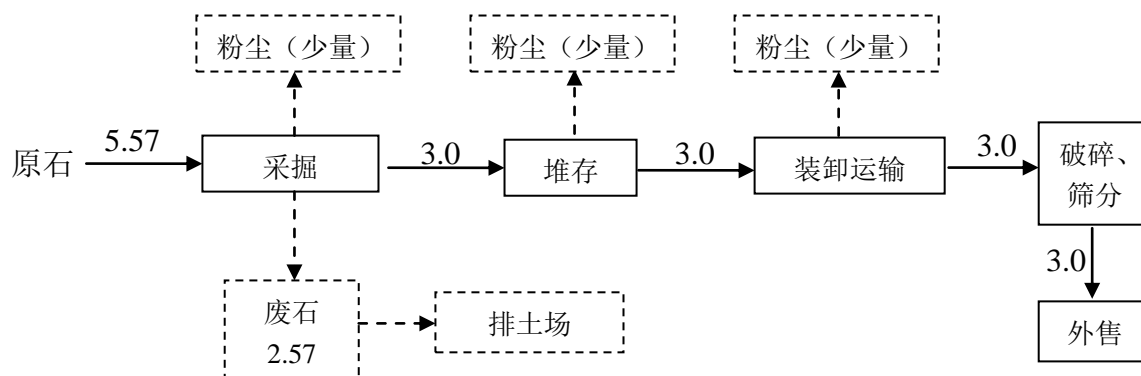 粉尘（少量）
粉尘（少量）
粉尘（少量）
原石
5.57
采掘
3.0
堆存
3.0
装卸运输
3.0
破碎、
筛分
3.0
废石
2.57
排土场
外售